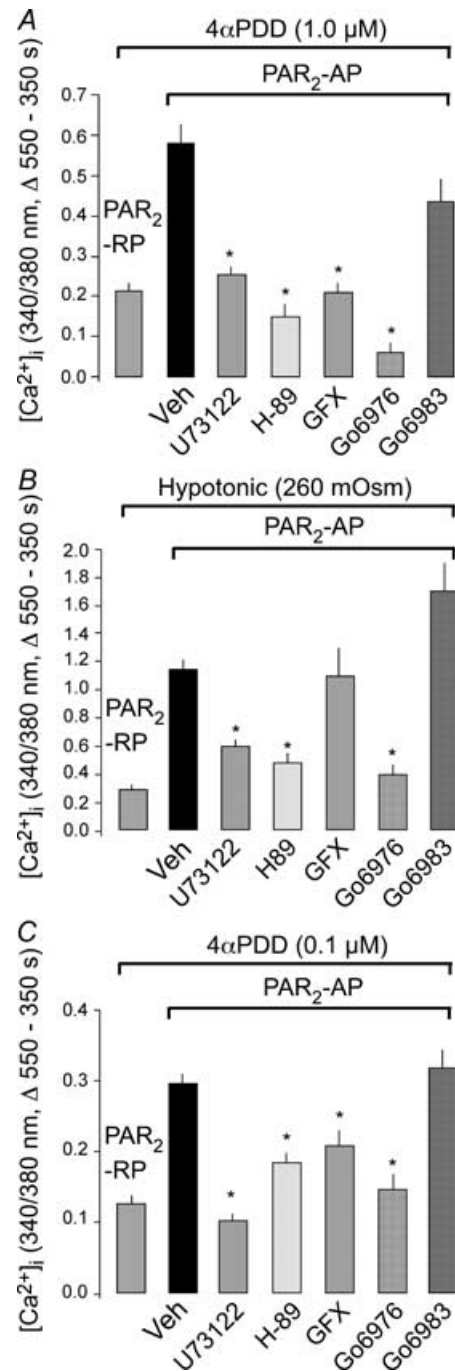 A
4αPDD (1.0 µM)
PAR2-AP
[Ca2+]i (340/380 nm, Δ 550 - 350 s)
0.7
0.6
0.5
0.4
0.3
0.2
0.1
0.0
PAR2
-RP
*
*
*
*
Veh
U73122
H-89
GFX
Go6976
Go6983
B
Hypotonic (260 mOsm)
PAR2-AP
[Ca2+]i (340/380 nm, Δ 550 - 350 s)
2.0
1.8
1.6
1.4
1.2
1.0
0.8
0.6
0.4
0.2
0.0
PAR2
-RP
*
*
*
Veh
U73122
H89
GFX
Go6976
Go6983
C
4αPDD (0.1 µM)
PAR2-AP
[Ca2+]i (340/380 nm, Δ 550 - 350 s)
0.3
0.2
0.1
0.0
PAR2
-RP
*
*
*
*
Veh
U73122
H-89
GFX
Go6976
Go6983